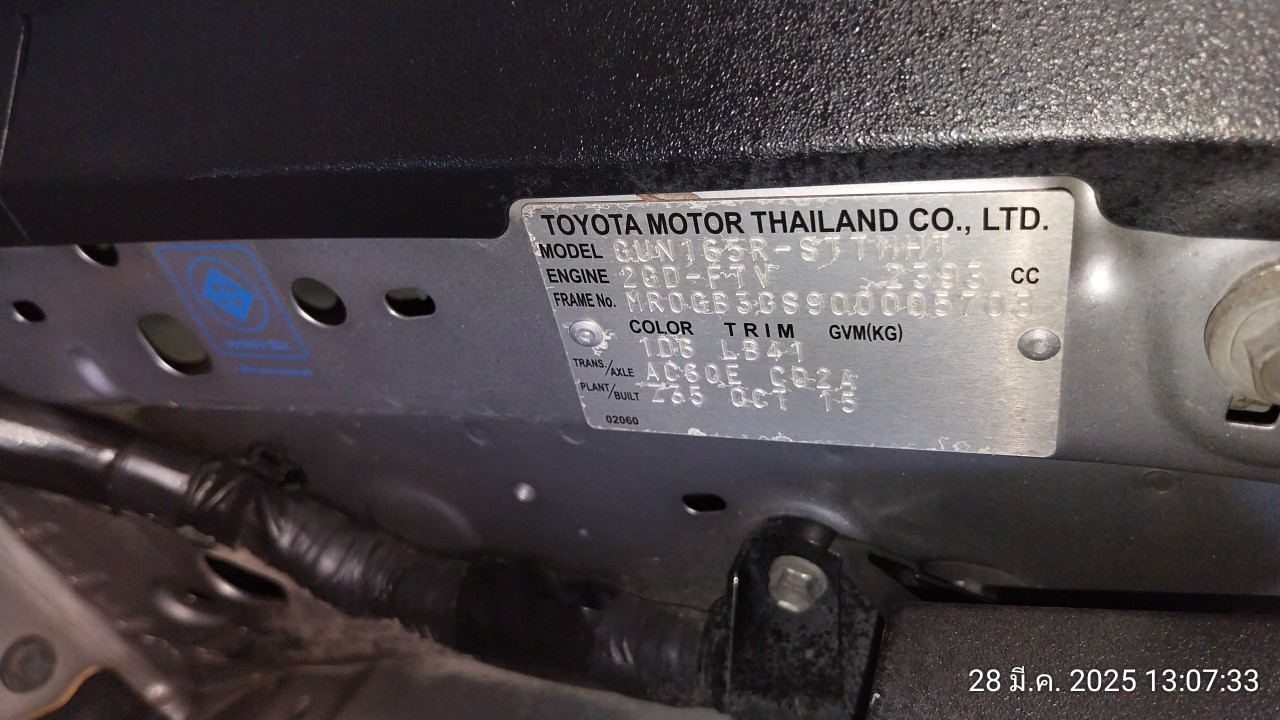 TOYOTA MOTOR THAILAND CO., LTD.
MODEL GUN165R-STTMHT
ENGINE 2GD-FTV 2393 CC
FRAME No. MR0GB3GS900005703
COLOR TRIM GVM(KG)
1D6 LB41
TRANS./AXLE AC60E C02A
PLANT/BUILT Z65 OCT 15
02060
28 มี.ค. 2025 13:07:33